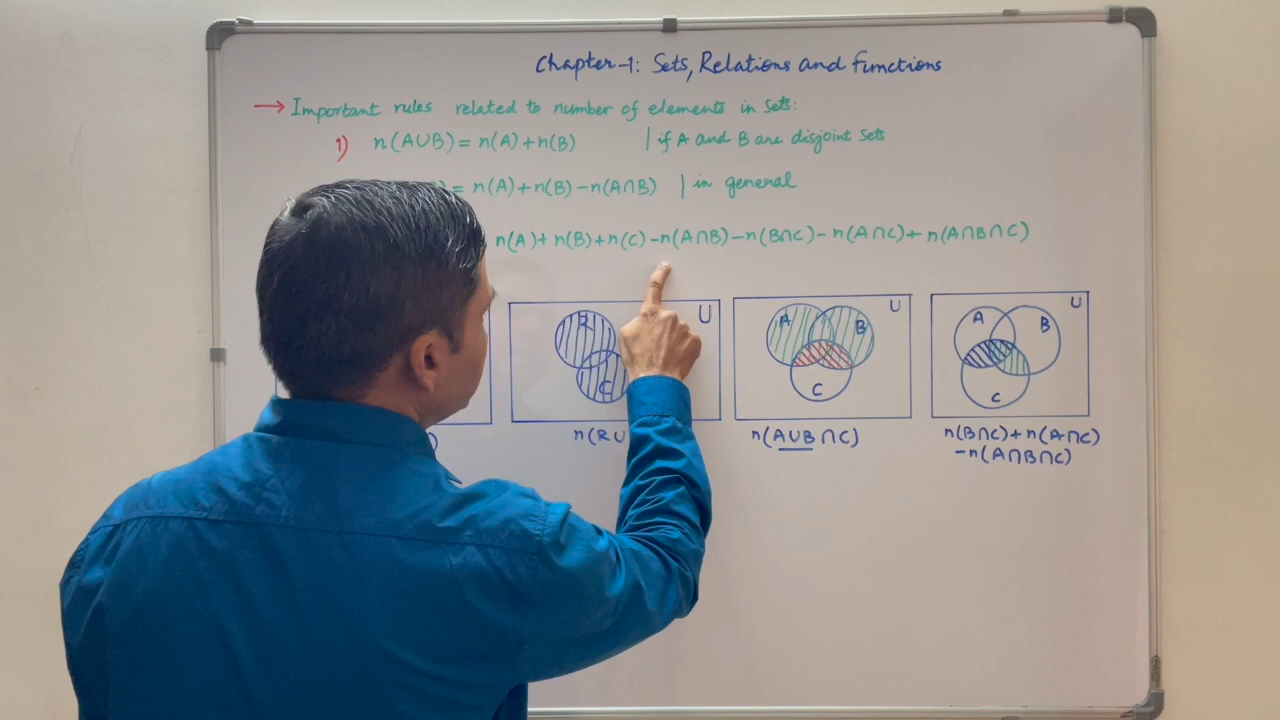 Chapter-1: Sets, Relations and Functions
→ Important rules related to number of elements in sets:
1) n(A∪B) = n(A)+n(B) | if A and B are disjoint sets
) = n(A)+n(B)-n(A∩B) | in general
n(A)+n(B)+n(C)-n(A∩B)-n(B∩C)-n(A∩C)+n(A∩B∩C)
R
C
U
A
B
C
U
A
B
C
U
)
n(R∪
n(A∪B∩C)
n(B∩C)+n(A∩C)
-n(A∩B∩C)